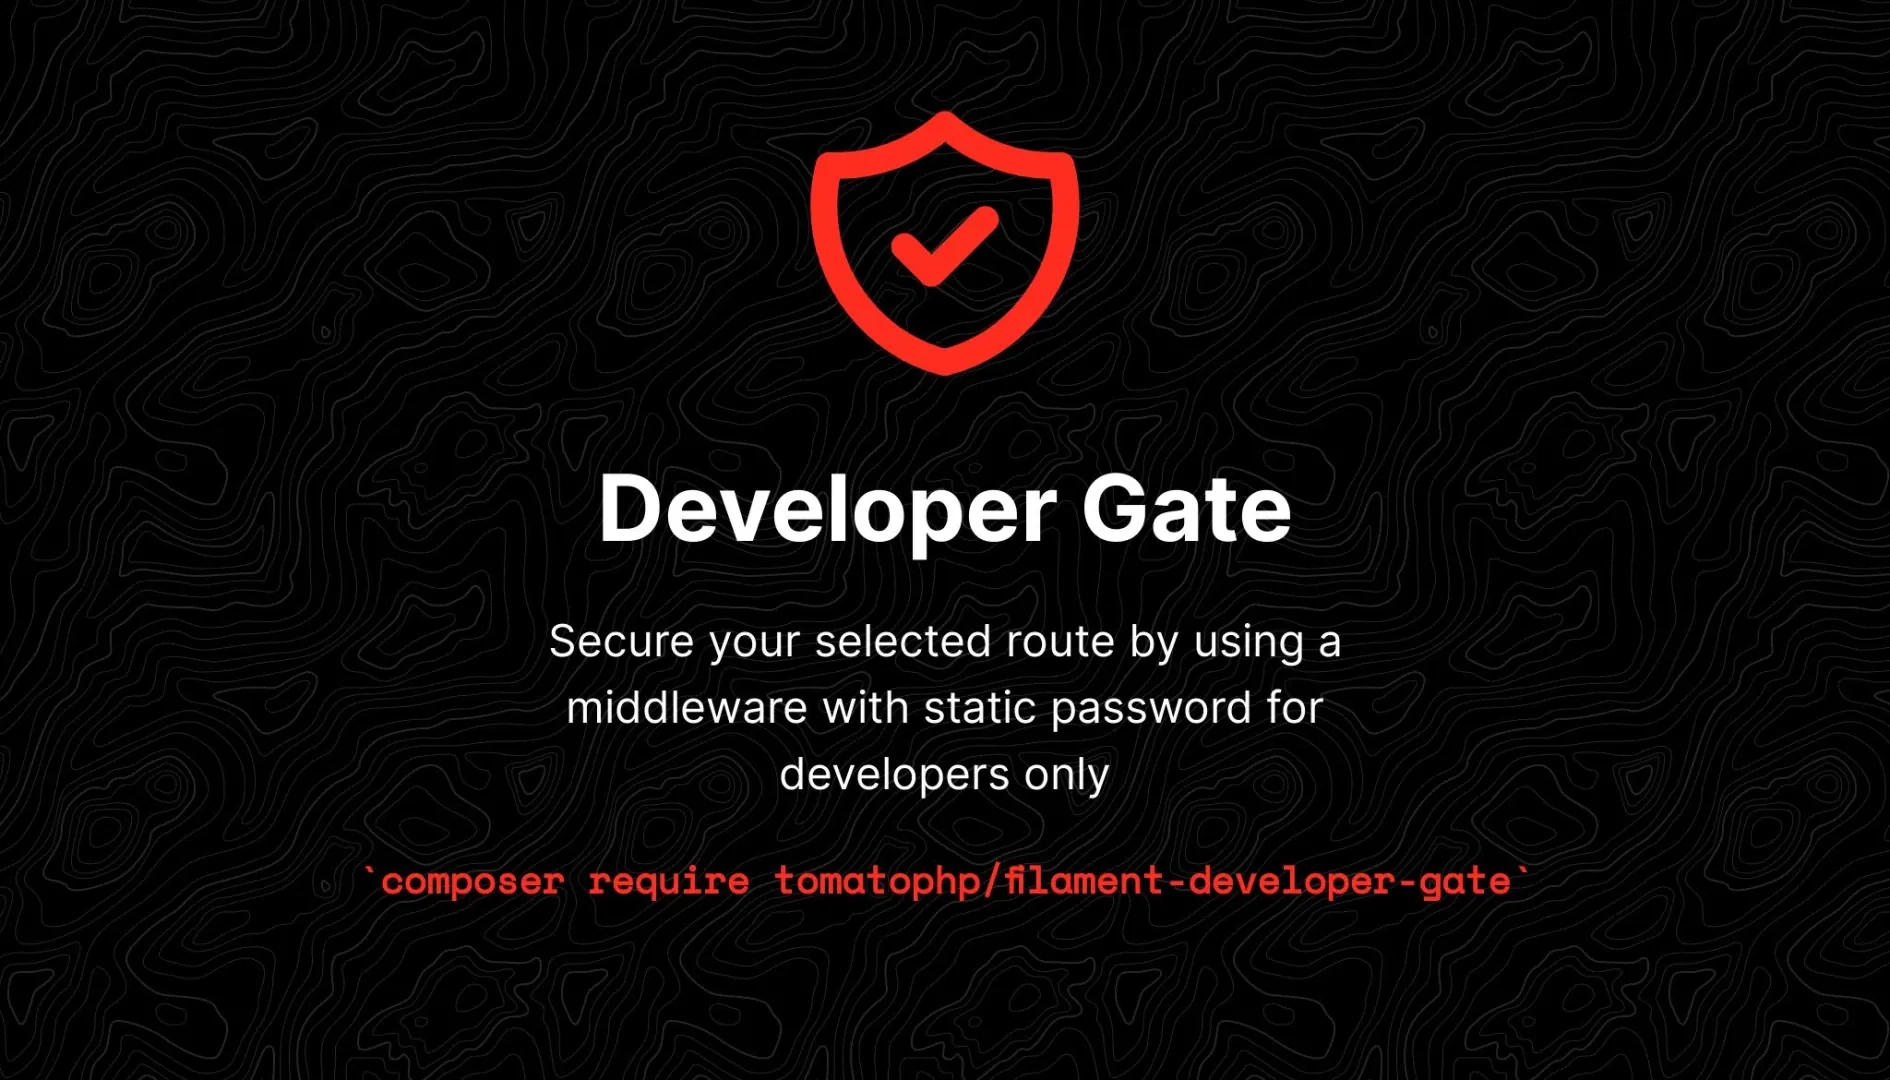 Developer Gate
Secure your selected route by using a
middleware with static password for
developers only
`composer require tomatophp/filament-developer-gate`